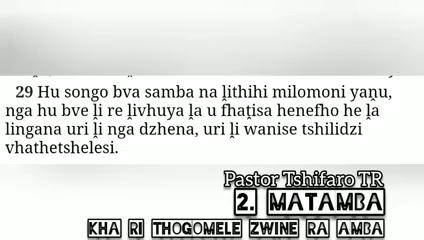 29 Hu songo bva samba na ḽithihi milomoni yaṋu,
nga hu bve ḽi re ḽivhuya ḽa u fhaṱisa henefho he ḽa
lingana uri ḽi nga dzhena, uri ḽi wanise tshilidzi
vhathetshelesi.
Pastor Tshifaro TR
2. MATAMBA
KHA RI THOGOMELE ZWINE RA AMBA